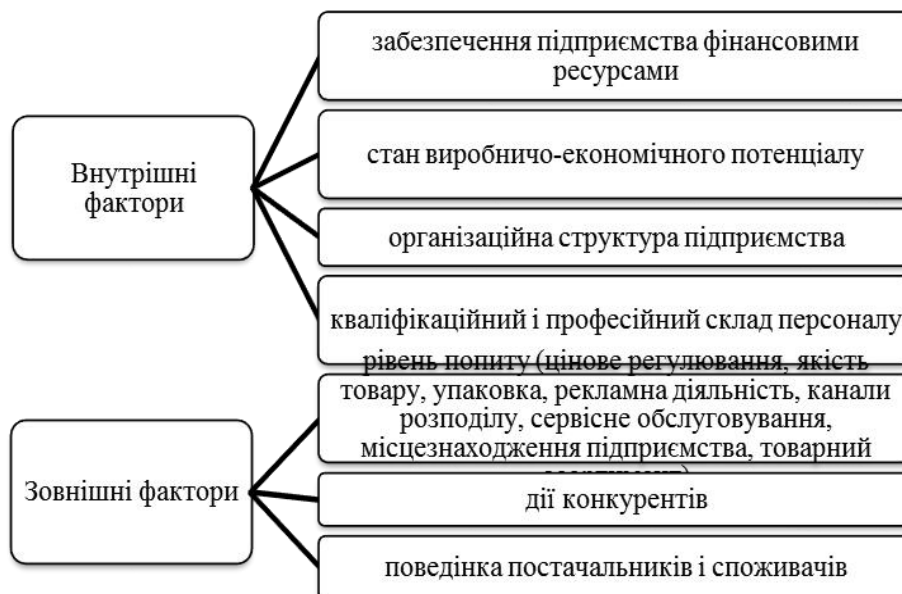 забезпечення підприємства фінансовими
ресурсами
Внутрішні
фактори
стан виробничо-економічного потенціалу
організаційна структура підприємства
кваліфікаційний і професійний склад персоналу
Зовнішні фактори
рівень попиту (цінове регулювання, якість
товару, упаковка, рекламна діяльність, канали
розподілу, сервісне обслуговування,
місцезнаходження підприємства, товарний
дії конкурентів
поведінка постачальників і споживачів